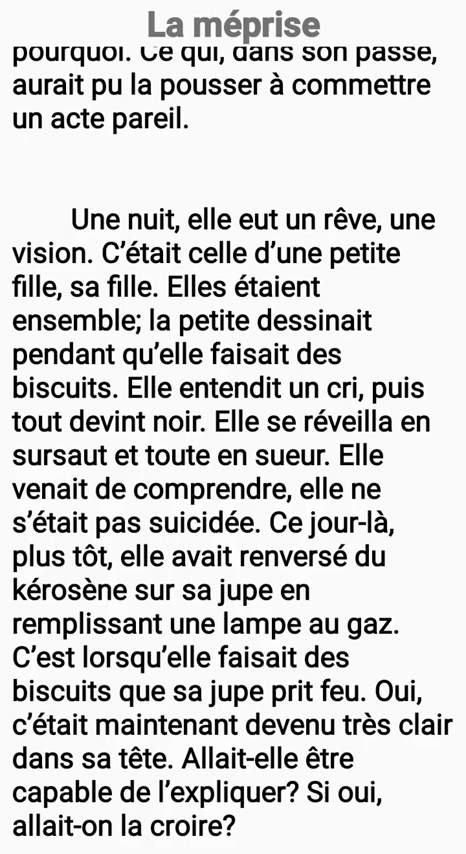 La méprise
pourquoi. Ce qui, dans son passé,
aurait pu la pousser à commettre
un acte pareil.
Une nuit, elle eut un rêve, une
vision. C’était celle d’une petite
fille, sa fille. Elles étaient
ensemble; la petite dessinait
pendant qu’elle faisait des
biscuits. Elle entendit un cri, puis
tout devint noir. Elle se réveilla en
sursaut et toute en sueur. Elle
venait de comprendre, elle ne
s’était pas suicidée. Ce jour-là,
plus tôt, elle avait renversé du
kérosène sur sa jupe en
remplissant une lampe au gaz.
C’est lorsqu’elle faisait des
biscuits que sa jupe prit feu. Oui,
c’était maintenant devenu très clair
dans sa tête. Allait-elle être
capable de l’expliquer? Si oui,
allait-on la croire?